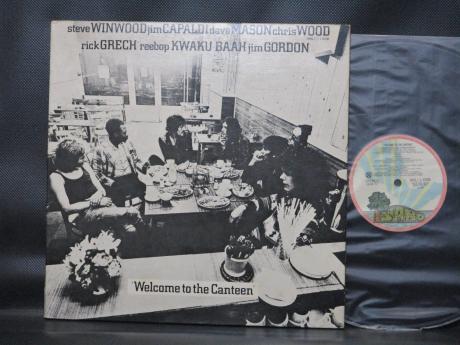 steve WINWOOD jim CAPALDI dave MASON chris WOOD
rick GRECH reebop KWAKU BAAH jim GORDON
"Welcome to the Canteen"
ISLAND